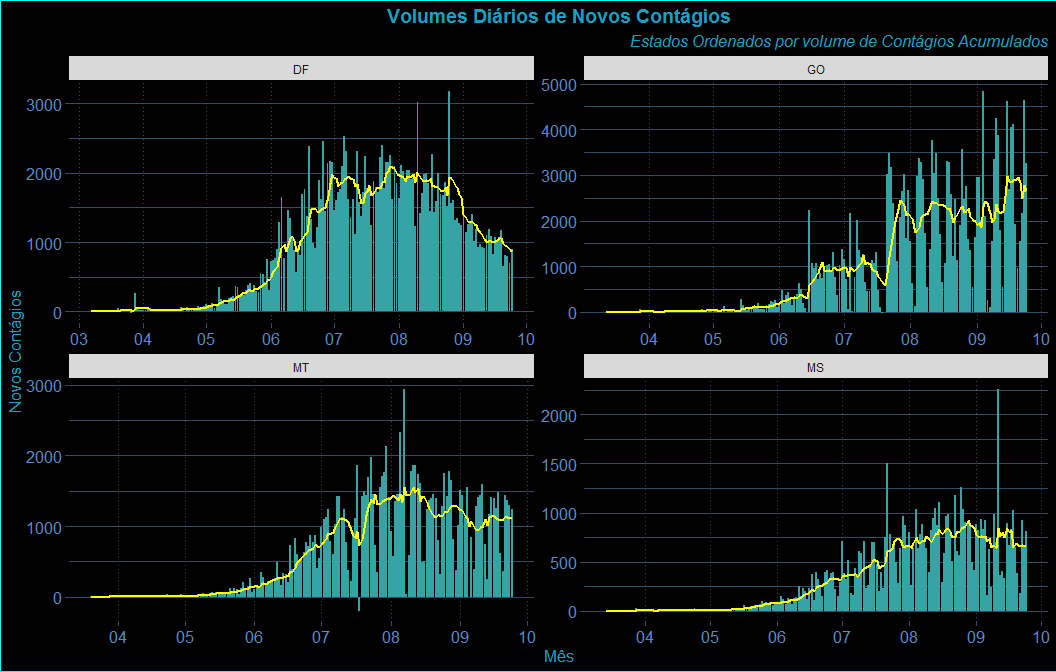 Volumes Diários de Novos Contágios
Estados Ordenados por volume de Contágios Acumulados
DF
GO
3000
2000
1000
0
03 04 05 06 07 08 09 10
5000
4000
3000
2000
1000
0
04 05 06 07 08 09 10
Novos Contágios
MT
MS
3000
2000
1000
0
04 05 06 07 08 09 10
2000
1500
1000
500
0
04 05 06 07 08 09 10
Mês